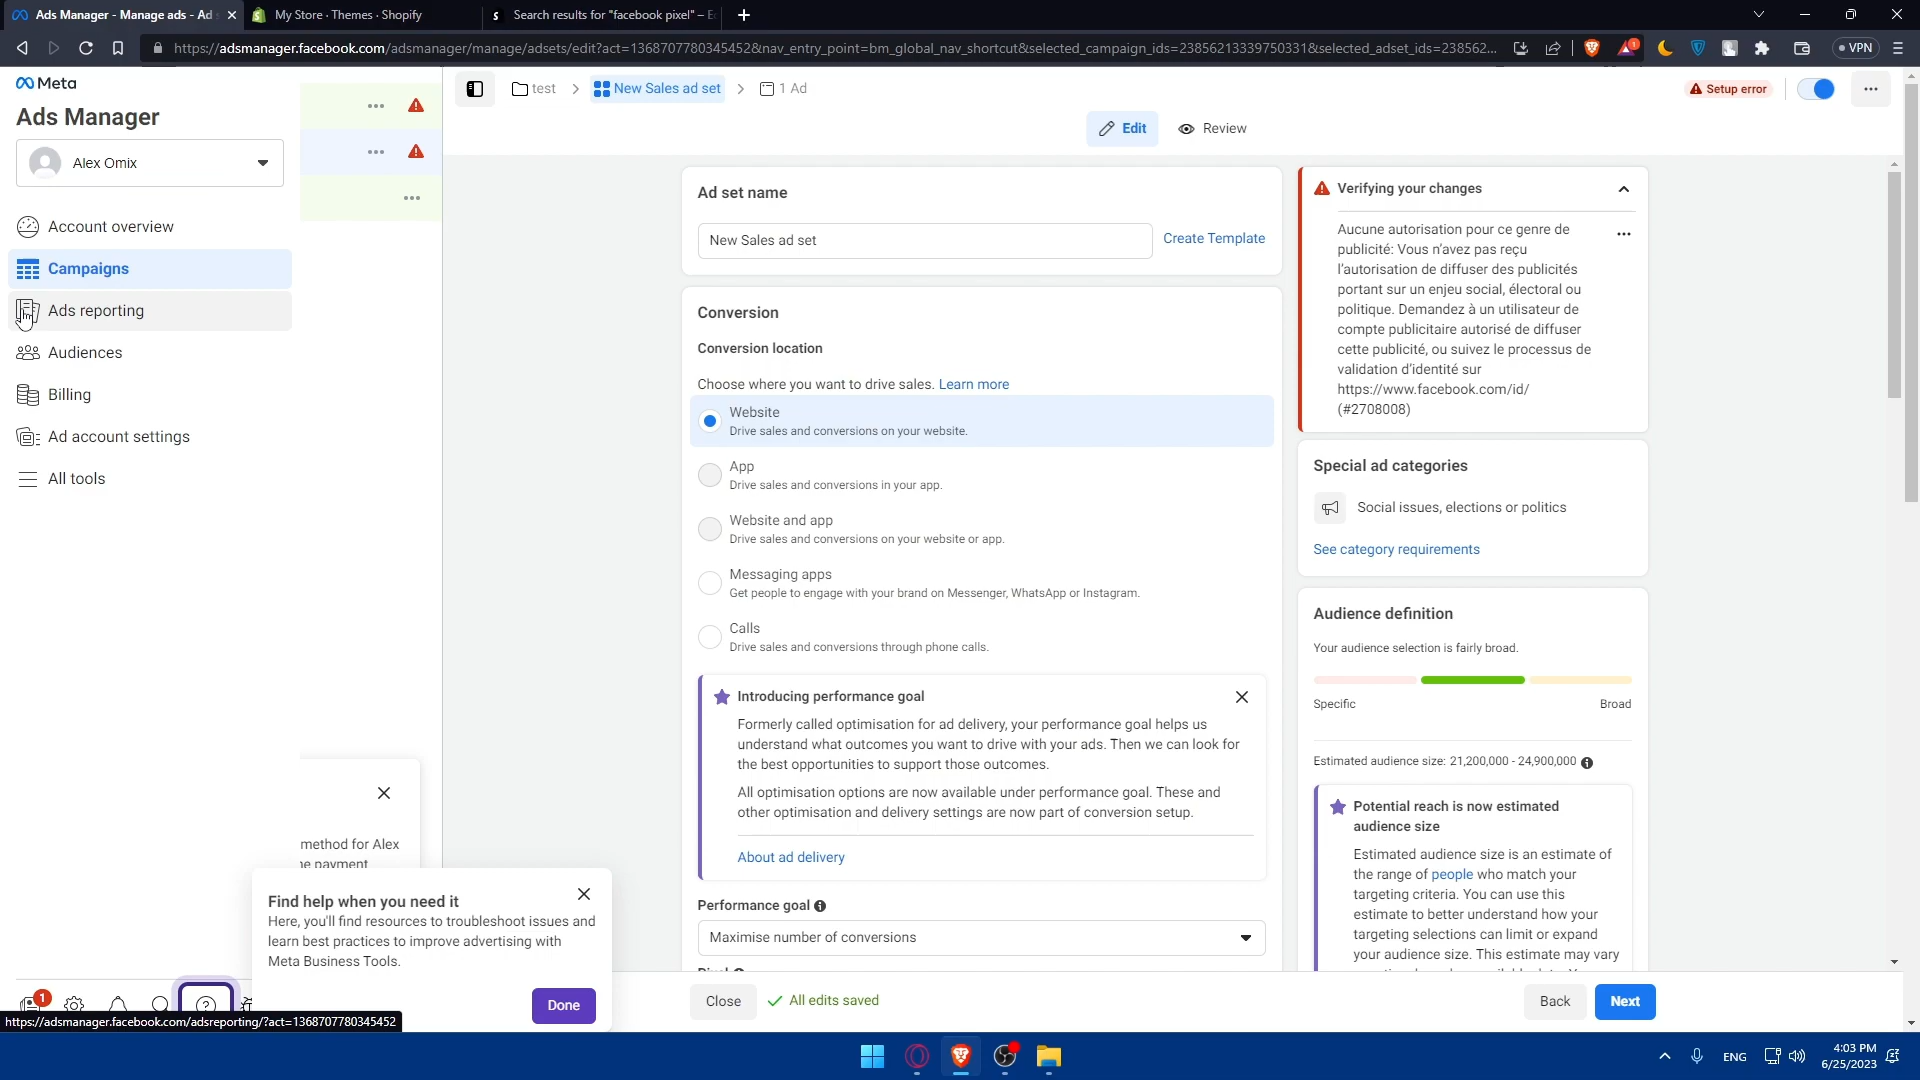 Ads Manager - Manage ads - Ad
My Store · Themes · Shopify
Search results for "facebook pixel" –
https://adsmanager.facebook.com/adsmanager/manage/adsets/edit?act=1368707780345452&nav_entry_point=bm_global_nav_shortcut&selected_campaign_ids=23856213339750331&selected_adset_ids=238562...
VPN
Meta
Ads Manager
Alex Omix
Account overview
Campaigns
Ads reporting
Audiences
Billing
Ad account settings
All tools
test
New Sales ad set
1 Ad
Setup error
Edit
Review
Ad set name
New Sales ad set
Create Template
Conversion
Conversion location
Choose where you want to drive sales. Learn more
Website
Drive sales and conversions on your website.
App
Drive sales and conversions in your app.
Website and app
Drive sales and conversions on your website or app.
Messaging apps
Get people to engage with your brand on Messenger, WhatsApp or Instagram.
Calls
Drive sales and conversions through phone calls.
Introducing performance goal
Formerly called optimisation for ad delivery, your performance goal helps us
understand what outcomes you want to drive with your ads. Then we can look for
the best opportunities to support those outcomes.
All optimisation options are now available under performance goal. These and
other optimisation and delivery settings are now part of conversion setup.
About ad delivery
Performance goal
Maximise number of conversions
Verifying your changes
Aucune autorisation pour ce genre de
publicité: Vous n'avez pas reçu
l'autorisation de diffuser des publicités
portant sur un enjeu social, électoral ou
politique. Demandez à un utilisateur de
compte publicitaire autorisé de diffuser
cette publicité, ou suivez le processus de
validation d'identité sur
https://www.facebook.com/id/
(#2708008)
Special ad categories
Social issues, elections or politics
See category requirements
Audience definition
Your audience selection is fairly broad.
Specific
Broad
Estimated audience size: 21,200,000 - 24,900,000
Potential reach is now estimated
audience size
Estimated audience size is an estimate of
the range of people who match your
targeting criteria. You can use this
estimate to better understand how your
targeting selections can limit or expand
your audience size. This estimate may vary
method for Alex
payment
Find help when you need it
Here, you'll find resources to troubleshoot issues and
learn best practices to improve advertising with
Meta Business Tools.
Done
1
https://adsmanager.facebook.com/adsreporting/?act=1368707780345452
Close
All edits saved
Back
Next
ENG
4:03 PM
6/25/2023